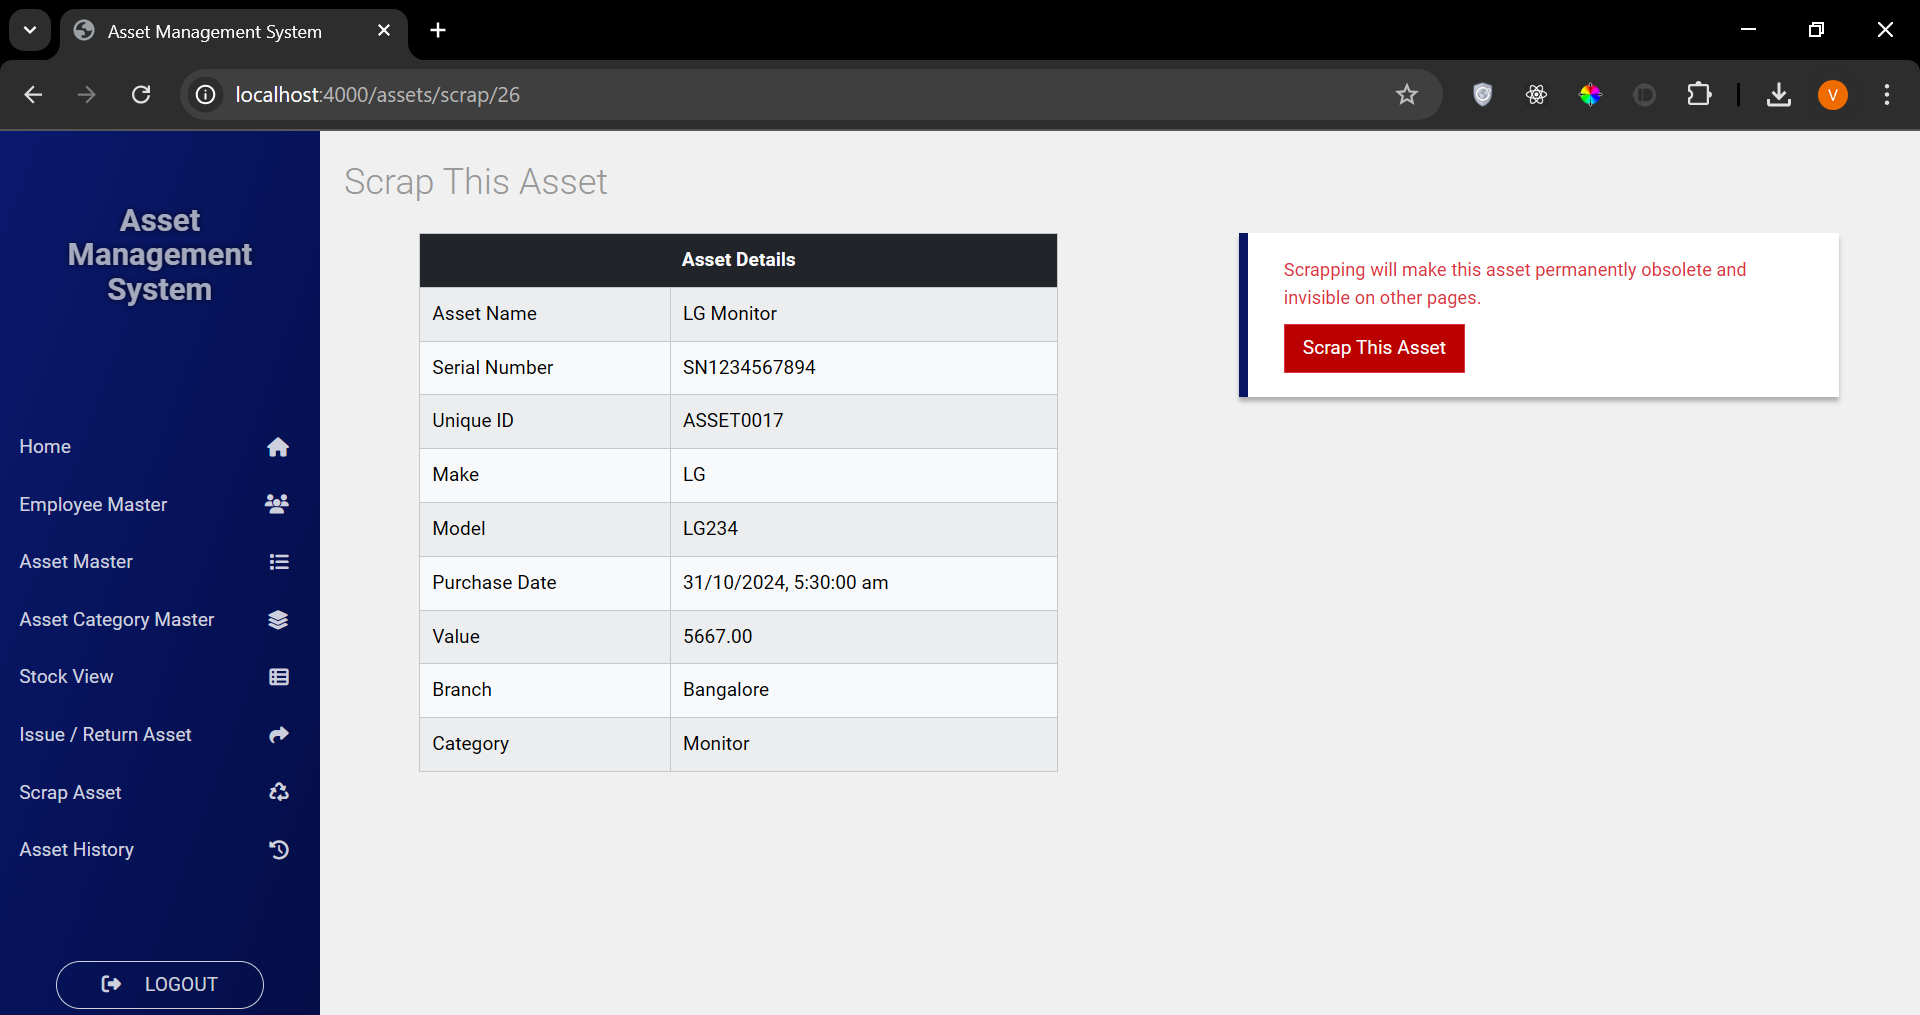 Asset Management System
localhost:4000/assets/scrap/26
V
Asset
Management
System
Home
Employee Master
Asset Master
Asset Category Master
Stock View
Issue / Return Asset
Scrap Asset
Asset History
LOGOUT
Scrap This Asset
Asset Details
Asset Name LG Monitor
Serial Number SN1234567894
Unique ID ASSET0017
Make LG
Model LG234
Purchase Date 31/10/2024, 5:30:00 am
Value 5667.00
Branch Bangalore
Category Monitor
Scrapping will make this asset permanently obsolete and
invisible on other pages.
Scrap This Asset